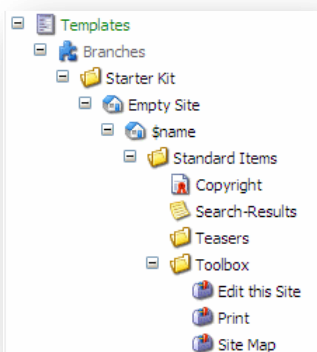 Templates
Branches
Starter Kit
Empty Site
$name
Standard Items
Copyright
Search-Results
Teasers
Toolbox
Edit this Site
Print
Site Map